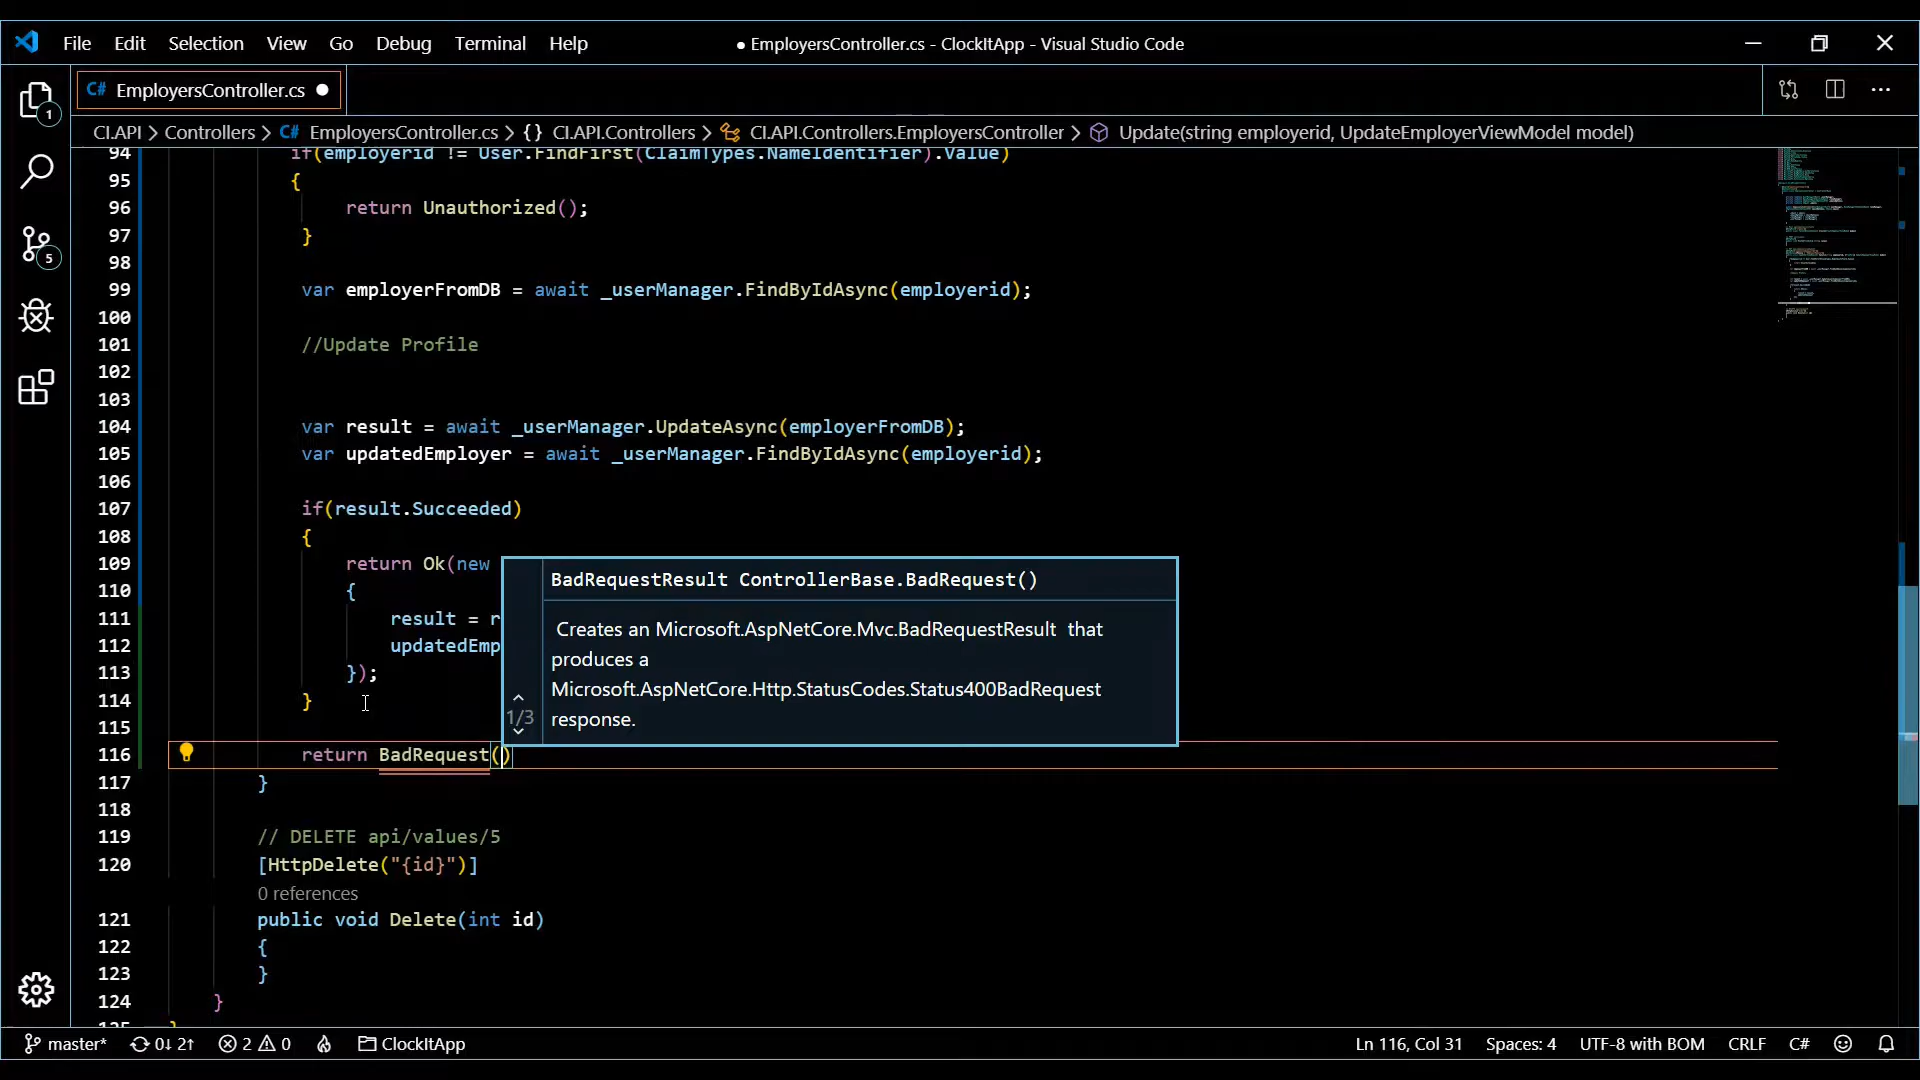 File Edit Selection View Go Debug Terminal Help ● EmployersController.cs - ClockItApp - Visual Studio Code
C# EmployersController.cs ●
CI.API > Controllers > C# EmployersController.cs > {} CI.API.Controllers > CI.API.Controllers.EmployersController > Update(string employerid, UpdateEmployerViewModel model)
1
5
94 if(employerid != User.FindFirst(ClaimTypes.NameIdentifier).Value)
95 {
96 return Unauthorized();
97 }
98
99 var employerFromDB = await _userManager.FindByIdAsync(employerid);
100
101 //Update Profile
102
103
104 var result = await _userManager.UpdateAsync(employerFromDB);
105 var updatedEmployer = await _userManager.FindByIdAsync(employerid);
106
107 if(result.Succeeded)
108 {
109 return Ok(new
110 {
111 result = r
112 updatedEmp
113 });
114 }
115
116 return BadRequest()
117 }
118
119 // DELETE api/values/5
120 [HttpDelete("{id}")]
0 references
121 public void Delete(int id)
122 {
123 }
124 }
125 }
BadRequestResult ControllerBase.BadRequest()
Creates an Microsoft.AspNetCore.Mvc.BadRequestResult that
produces a
Microsoft.AspNetCore.Http.StatusCodes.Status400BadRequest
response.
1/3
master* 0↓ 2↑ 2 0 ClockItApp Ln 116, Col 31 Spaces: 4 UTF-8 with BOM CRLF C#